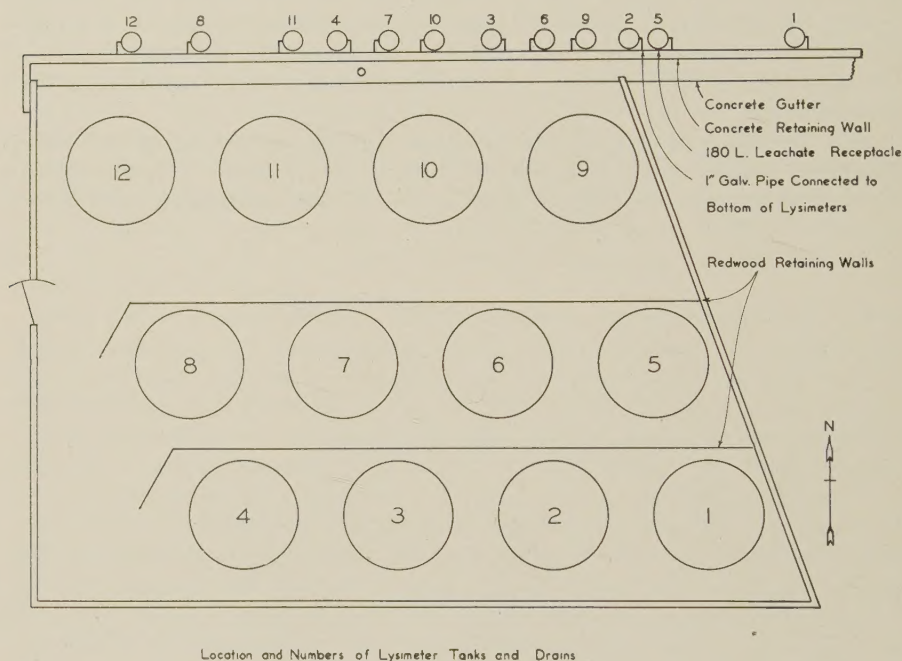 12 8 11 4 7 10 3 6 9 2 5 1
Concrete Gutter
Concrete Retaining Wall
180 L. Leachate Receptacle
1" Galv. Pipe Connected to
Bottom of Lysimeters
12 11 10 9
Redwood Retaining Walls
8 7 6 5
N
4 3 2 1
Location and Numbers of Lysimeter Tanks and Drains